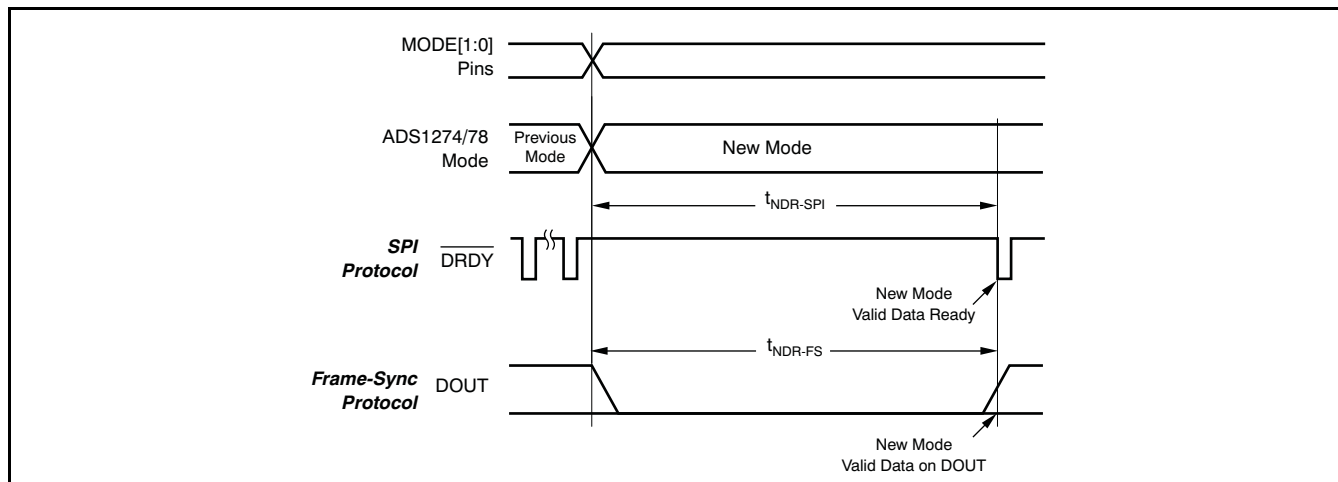 MODE[1:0]
Pins
ADS1274/78
Mode
Previous
Mode
New Mode
tNDR-SPI
SPI
Protocol
DRDY
New Mode
Valid Data Ready
tNDR-FS
Frame-Sync
Protocol
DOUT
New Mode
Valid Data on DOUT